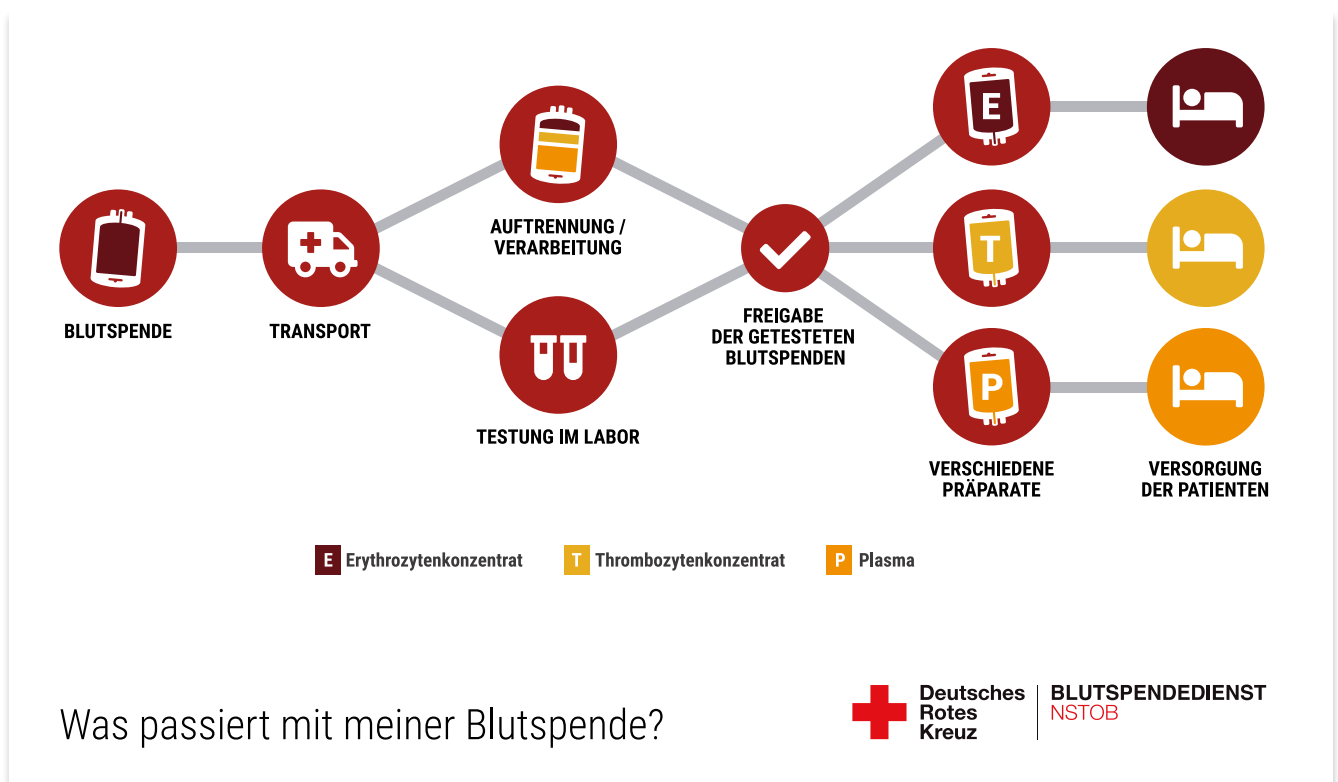 E
T
P
AUFTRENNUNG /
VERARBEITUNG
BLUTSPENDE
TRANSPORT
FREIGABE
DER GETESTETEN
BLUTSPENDEN
TESTUNG IM LABOR
VERSCHIEDENE
PRÄPARATE
VERSORGUNG
DER PATIENTEN
E Erythrozytenkonzentrat
T Thrombozytenkonzentrat
P Plasma
Was passiert mit meiner Blutspende?
Deutsches
Rotes
Kreuz
BLUTSPENDEDIENST
NSTOB